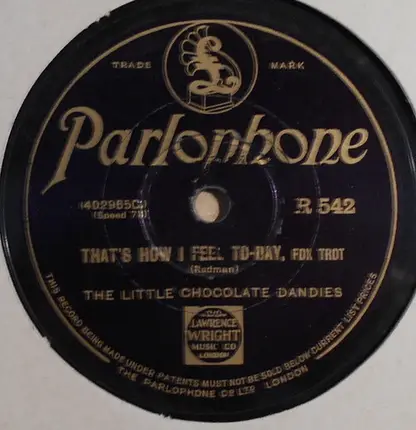 TRADE MARK
Parlophone
(402965C)
(Speed 78)
R 542
THAT'S HOW I FEEL TO-DAY, FOX TROT
(Redman)
THE LITTLE CHOCOLATE DANDIES
LAWRENCE
WRIGHT
MUSIC CO
LONDON
THIS RECORD BEING MADE UNDER PATENTS MUST NOT BE SOLD BELOW CURRENT LIST PRICES
THE PARLOPHONE CO LTD LONDON